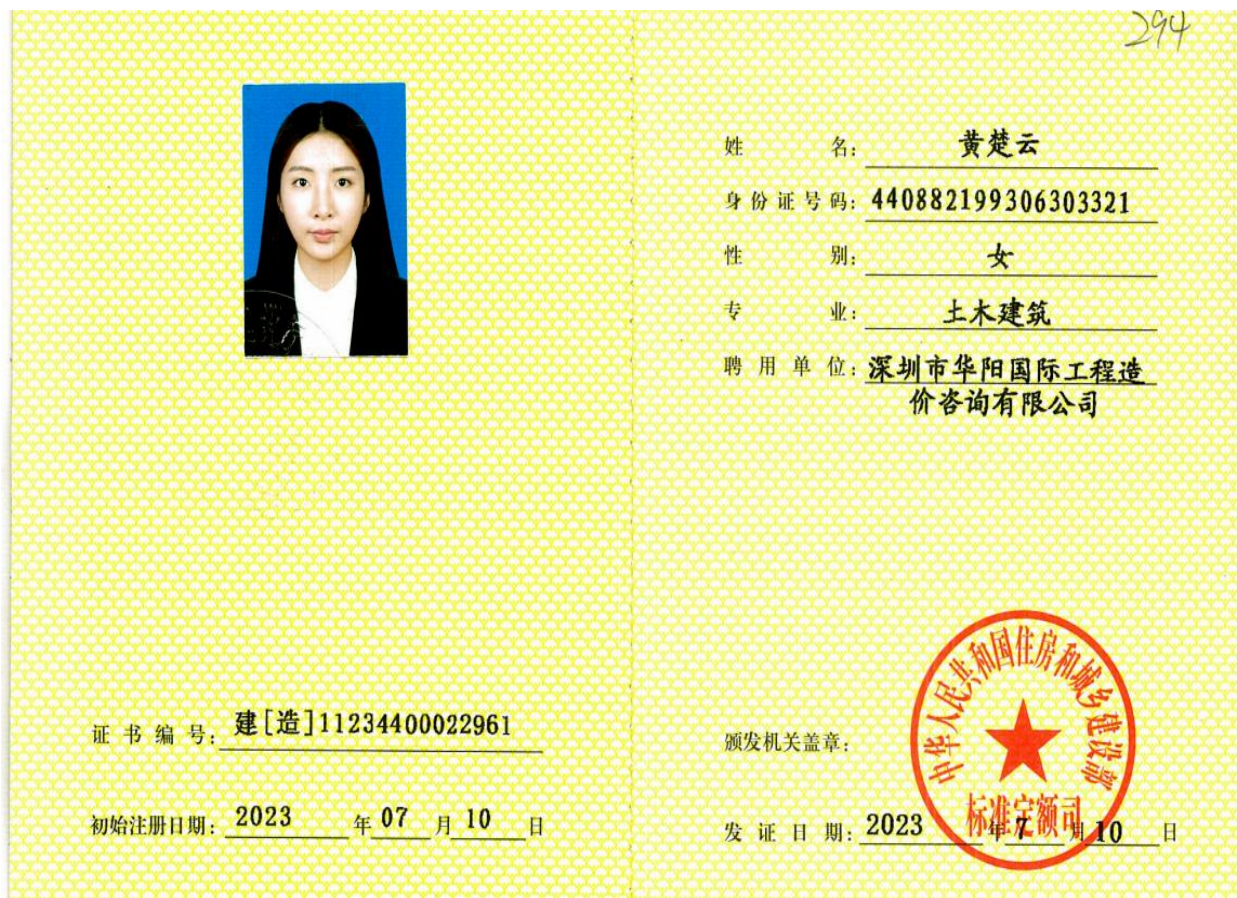 294
姓名：黄楚云
身份证号码：440882199306303321
性别：女
专业：土木建筑
聘用单位：深圳市华阳国际工程造
价咨询有限公司
证书编号：建[造]11234400022961
初始注册日期：2023年07月10日
颁发机关盖章：
中华人民共和国住房和城乡建设部
标准定额司
发证日期：2023年7月10日